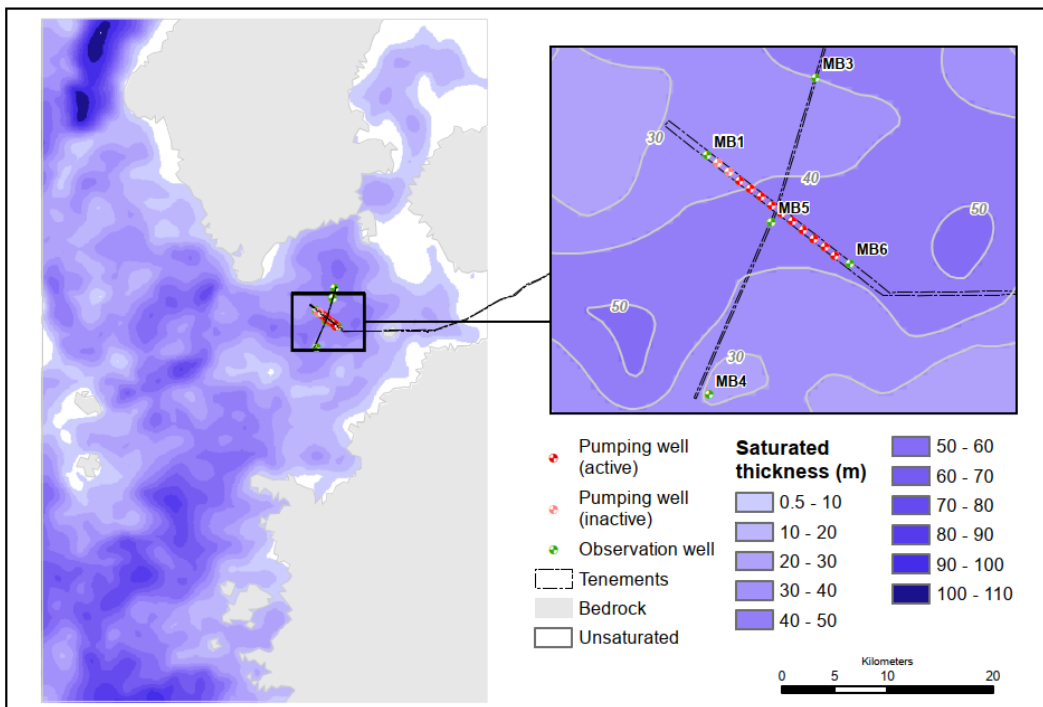 MB3
30
MB1
40
MB5
50
MB6
50
30
MB4
Pumping well
(active)
Pumping well
(inactive)
Observation well
Tenements
Bedrock
Unsaturated
Saturated
thickness (m)
0.5 - 10
10 - 20
20 - 30
30 - 40
40 - 50
50 - 60
60 - 70
70 - 80
80 - 90
90 - 100
100 - 110
Kilometers
0 5 10 20